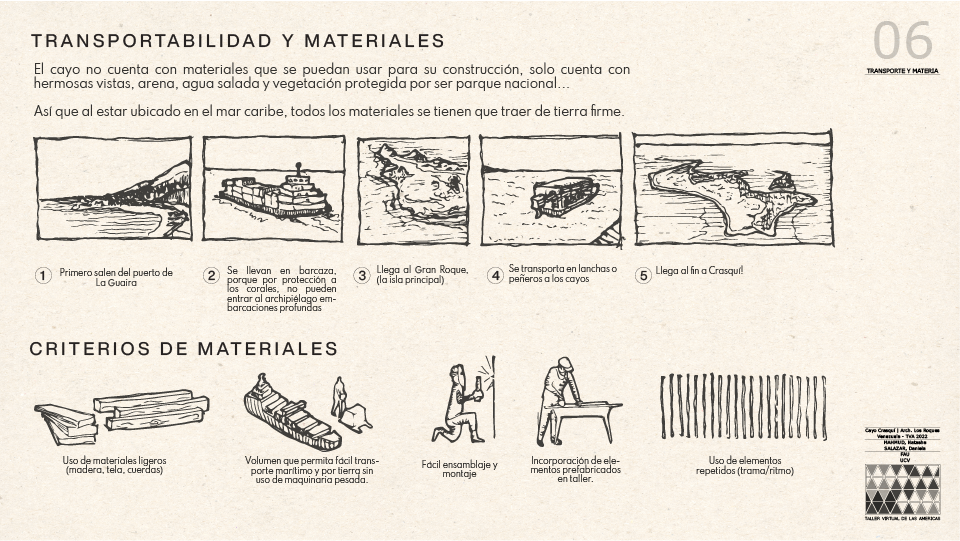 TRANSPORTABILIDAD Y MATERIALES
06
TRANSPORTE Y MATERIA
El cayo no cuenta con materiales que se puedan usar para su construcción, solo cuenta con
hermosas vistas, arena, agua salada y vegetación protegida por ser parque nacional...
Así que al estar ubicado en el mar caribe, todos los materiales se tienen que traer de tierra firme.
1 Primero salen del puerto de
La Guaira
2 Se llevan en barcaza,
porque por protección a
los corales, no pueden
entrar al archipiélago em-
barcaciones profundas
3 Llega al Gran Roque,
(la isla principal)
4 Se transporta en lanchas o
peñeros a los cayos
5 Llega al fin a Crasquí!
CRITERIOS DE MATERIALES
Uso de materiales ligeros
(madera, tela, cuerdas)
Volumen que permita fácil trans-
porte marítimo y por tierra sin
uso de maquinaria pesada.
Fácil ensamblaje y
montaje
Incorporación de ele-
mentos prefabricados
en taller.
Uso de elementos
repetidos (trama/ritmo)
Cayo Crasquí | Arch. Los Roques
Venezuela - TVA 2022
MAHMUD, Natasha
SALAZAR, Daniela
FAU
UCV
TALLER VIRTUAL DE LAS AMERICAS